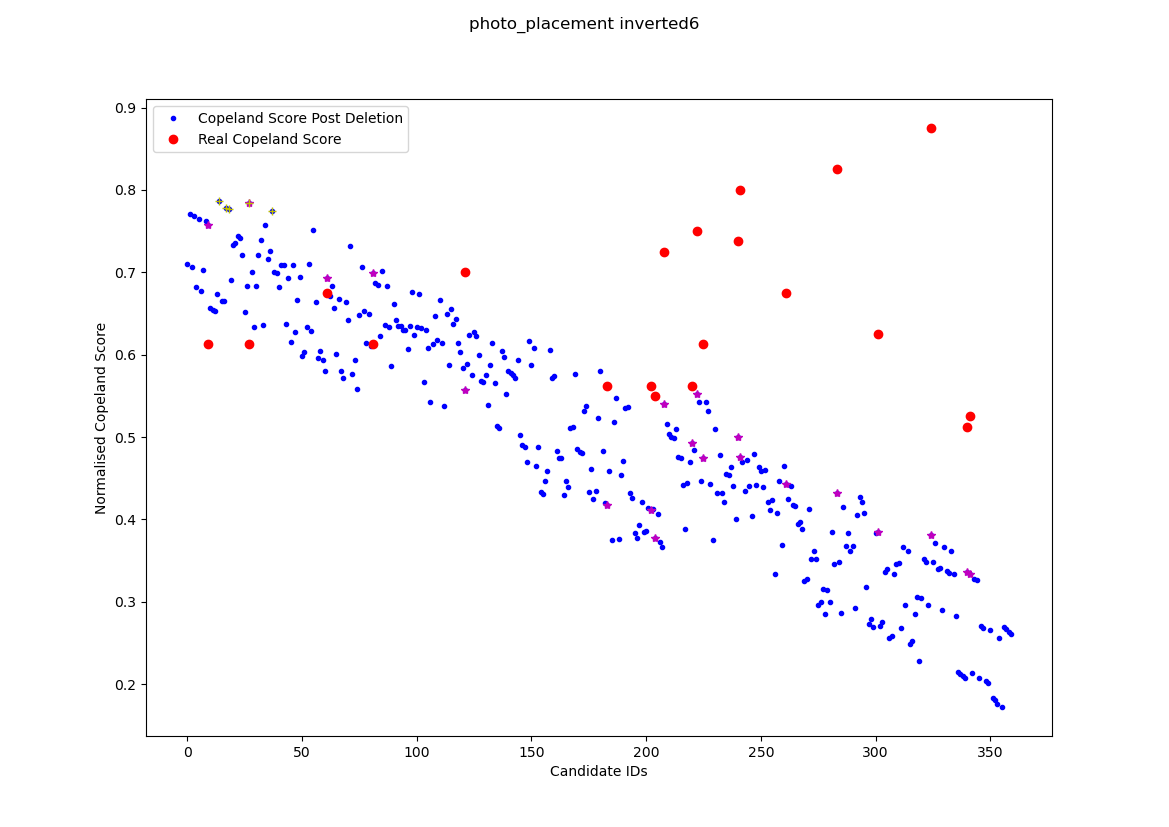 photo_placement inverted6
Copeland Score Post Deletion
Real Copeland Score
Normalised Copeland Score
0.9
0.8
0.7
0.6
0.5
0.4
0.3
0.2
0 50 100 150 200 250 300 350
Candidate IDs